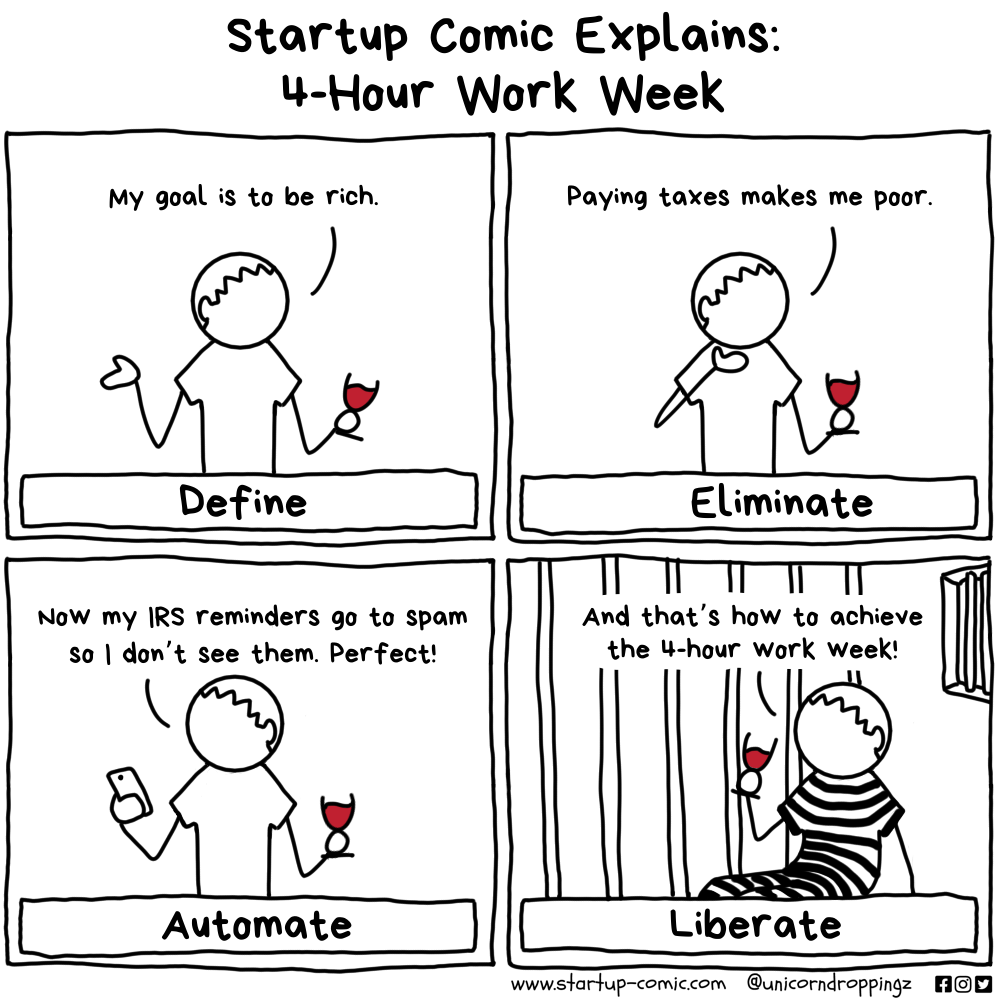 Startup Comic Explains:
4-Hour Work Week
My goal is to be rich.
Define
Paying taxes makes me poor.
Eliminate
Now my IRS reminders go to spam
so I don't see them. Perfect!
Automate
And that's how to achieve
the 4-hour work week!
Liberate
www.startup-comic.com @unicorndroppingz